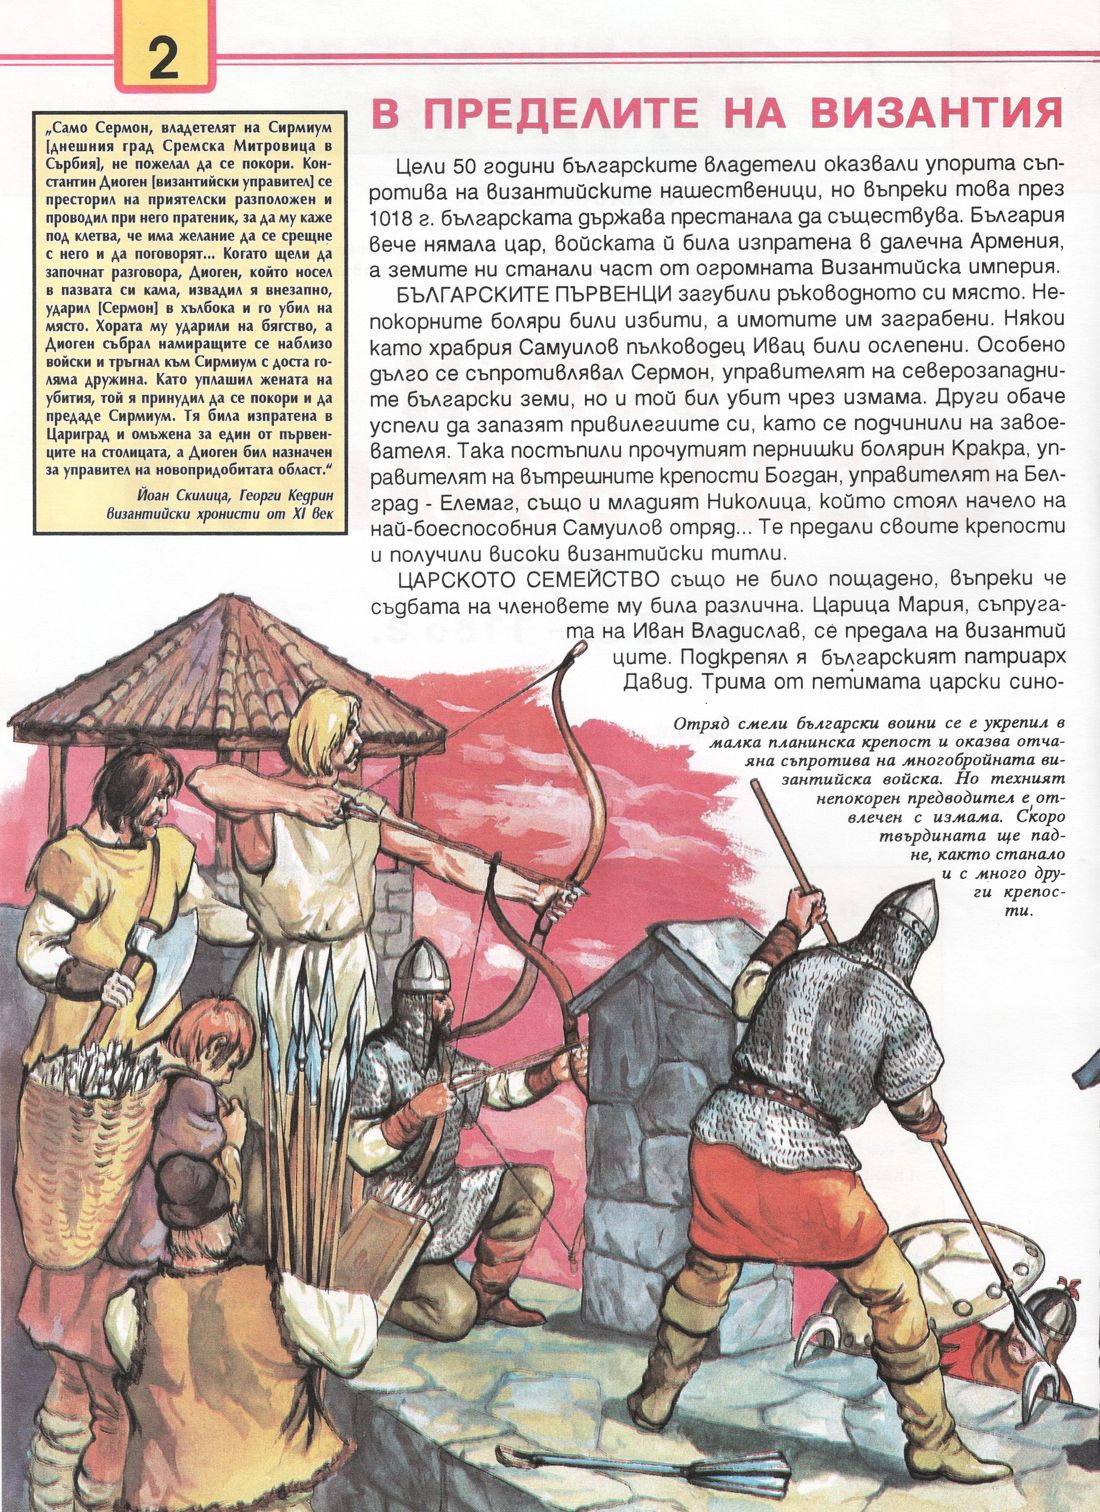 2
„Само Сермон, владетелят на Сирмиум
[днешния град Сремска Митровица в
Сърбия], не пожелал да се покори. Кон-
стантин Диоген [византийски управител] се
престорил на приятелски разположен и
проводил при него пратеник, за да му каже
под клетва, че има желание да се срещне
с него и да поговорят... Когато щели да
започнат разговора, Диоген, който носел
в пазвата си кама, извадил я внезапно,
ударил [Сермон] в хълбока и го убил на
място. Хората му ударили на бягство, а
Диоген събрал намиращите се наблизо
войски и тръгнал към Сирмиум с доста го-
ляма дружина. Като уплашил жената на
убития, той я принудил да се покори и да
предаде Сирмиум. Тя била изпратена в
Цариград и омъжена за един от първен-
ците на столицата, а Диоген бил назначен
за управител на новопридобитата област.“
Йоан Скилица, Георги Кедрин
византийски хронисти от XI век
В ПРЕДЕЛИТЕ НА ВИЗАНТИЯ
Цели 50 години българските владетели оказвали упорита съп-
ротива на византийските нашественици, но въпреки това през
1018 г. българската държава престанала да съществува. България
вече нямала цар, войската й била изпратена в далечна Армения,
а земите ни станали част от огромната Византийска империя.
БЪЛГАРСКИТЕ ПЪРВЕНЦИ загубили ръководното си място. Не-
покорните боляри били избити, а имотите им заграбени. Някои
като храбрия Самуилов пълководец Ивац били ослепени. Особено
дълго се съпротивлявал Сермон, управителят на северозападни-
те български земи, но и той бил убит чрез измама. Други обаче
успели да запазят привилегиите си, като се подчинили на завое-
вателя. Така постъпили прочутият пернишки болярин Кракра, уп-
равителят на вътрешните крепости Богдан, управителят на Бел-
град - Елемаг, също и младият Николица, който стоял начело на
най-боеспособния Самуилов отряд... Те предали своите крепости
и получили високи византийски титли.
ЦАРСКОТО СЕМЕЙСТВО също не било пощадено, въпреки че
съдбата на членовете му била различна. Царица Мария, съпруга-
та на Иван Владислав, се предала на византий
ците. Подкрепял я българският патриарх
Давид. Трима от петимата царски сино-
Отряд смели български воини се е укрепил в
малка планинска крепост и оказва отча-
яна съпротива на многобройната ви-
зантийска войска. Но техният
непокорен предводител е от-
влечен с измама. Скоро
твърдината ще пад-
не, както станало
и с много дру-
ги крепос-
ти.